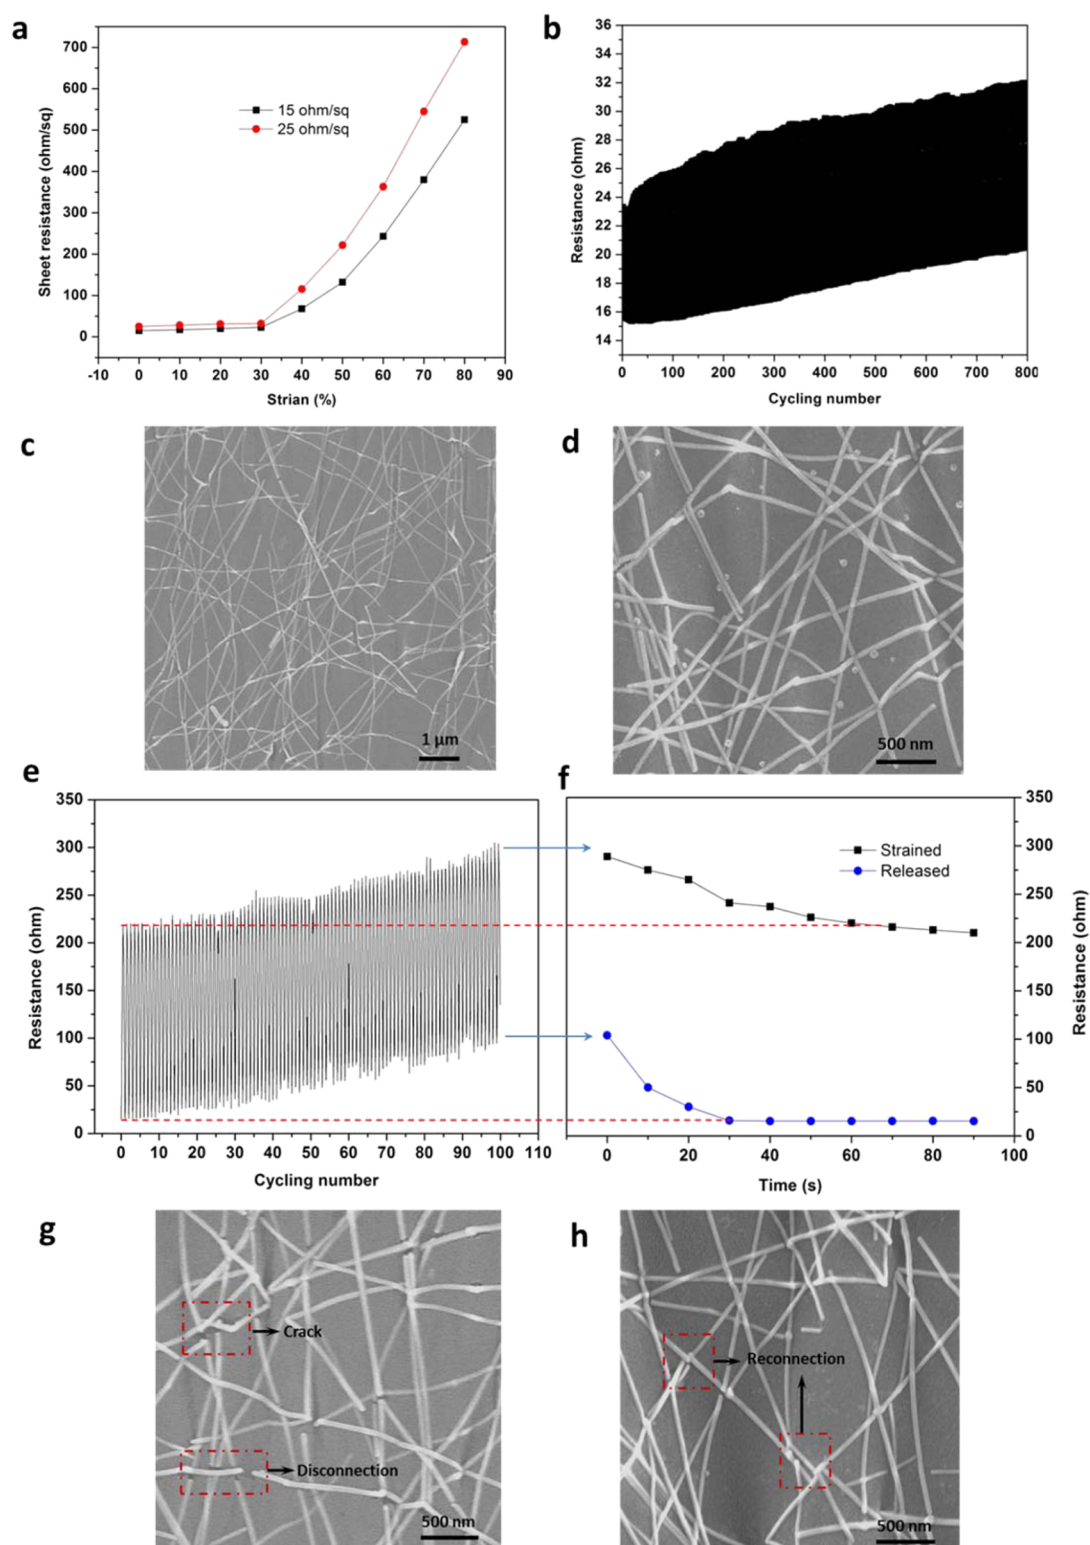 a
700
600
500
400
300
200
100
0
Sheet resistance (ohm/sq)
15 ohm/sq
25 ohm/sq
-10 0 10 20 30 40 50 60 70 80 90
Strian (%)
b
36
34
32
30
28
26
24
22
20
18
16
14
Resistance (ohm)
0 100 200 300 400 500 600 700 800
Cycling number
c
1 µm
d
500 nm
e
350
300
250
200
150
100
50
0
Resistance (ohm)
0 10 20 30 40 50 60 70 80 90 100 110
Cycling number
f
Strained
Released
350
300
250
200
150
100
50
0
Resistance (ohm)
0 20 40 60 80 100
Time (s)
g
Crack
Disconnection
500 nm
h
Reconnection
500 nm